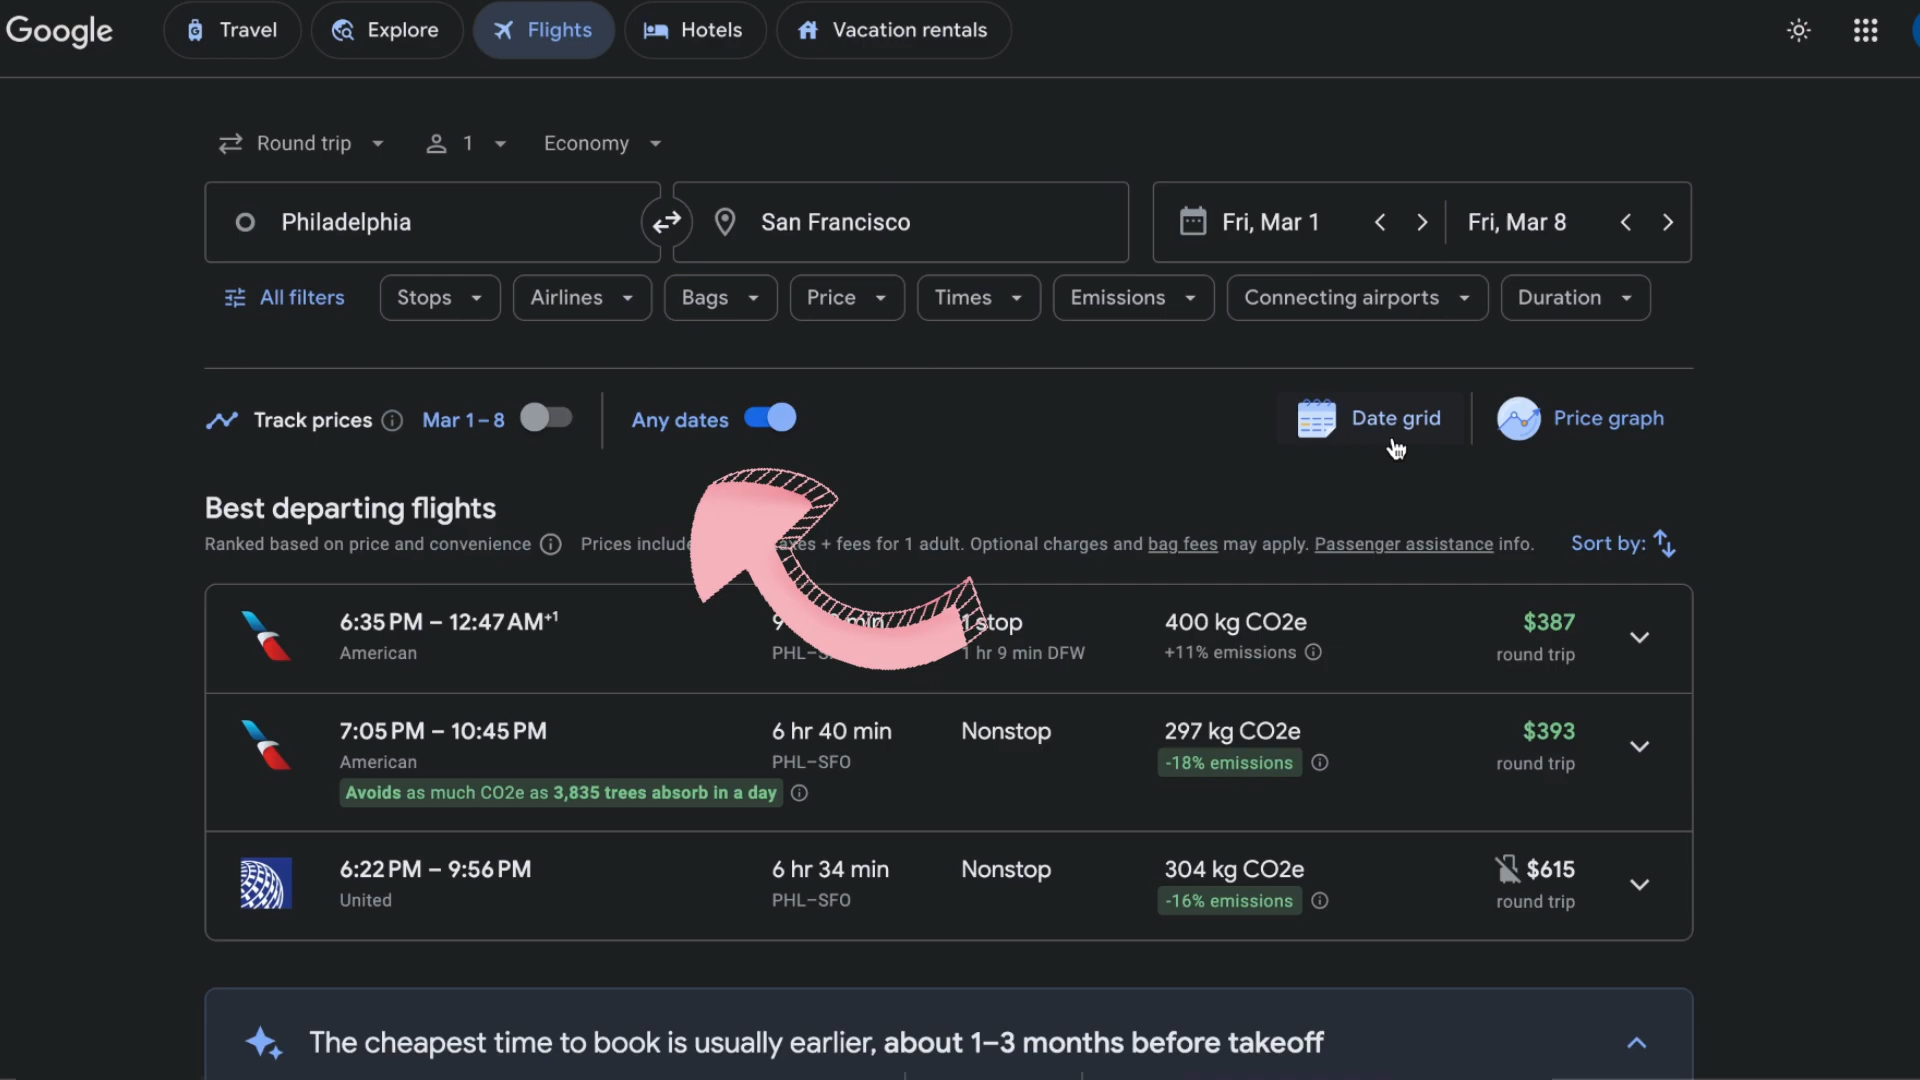 Google
Travel
Explore
Flights
Hotels
Vacation rentals
Round trip
1
Economy
Philadelphia
San Francisco
Fri, Mar 1
Fri, Mar 8
All filters
Stops
Airlines
Bags
Price
Times
Emissions
Connecting airports
Duration
Track prices
Mar 1 – 8
Any dates
Date grid
Price graph
Best departing flights
Ranked based on price and convenience Prices include + fees for 1 adult. Optional charges and bag fees may apply. Passenger assistance info.
Sort by:
6:35 PM – 12:47 AM+1
min
1 stop
400 kg CO2e
$387
American
1 hr 9 min DFW
+11% emissions
round trip
7:05 PM – 10:45 PM
6 hr 40 min
Nonstop
297 kg CO2e
$393
American
PHL–SFO
-18% emissions
round trip
Avoids as much CO2e as 3,835 trees absorb in a day
6:22 PM – 9:56 PM
6 hr 34 min
Nonstop
304 kg CO2e
$615
United
PHL–SFO
-16% emissions
round trip
The cheapest time to book is usually earlier, about 1–3 months before takeoff